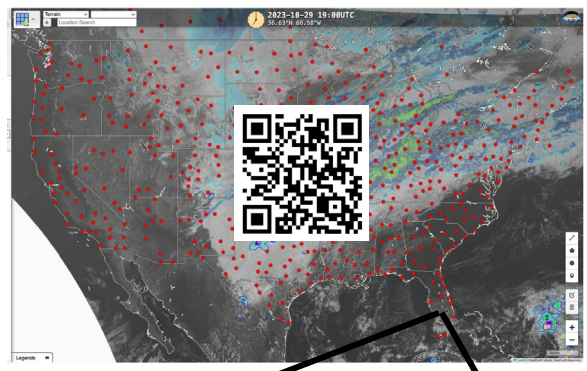 Terrain
Location Search
2023-10-29 19:00UTC
36.63°N 66.58°W
Legends